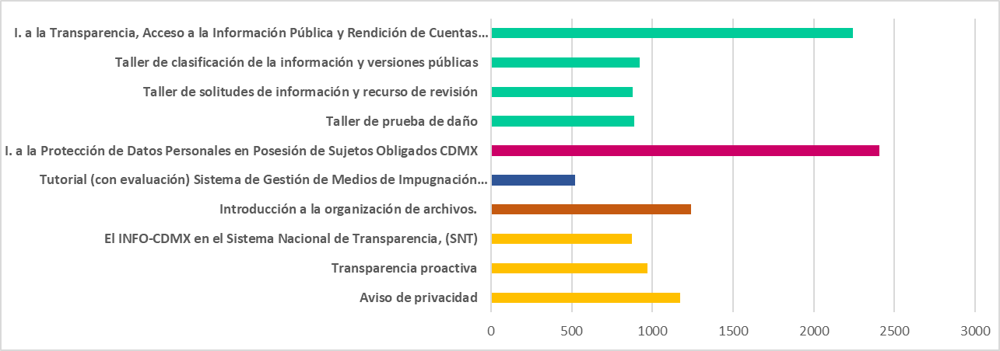 I. a la Transparencia, Acceso a la Información Pública y Rendición de Cuentas...
Taller de clasificación de la información y versiones públicas
Taller de solitudes de información y recurso de revisión
Taller de prueba de daño
I. a la Protección de Datos Personales en Posesión de Sujetos Obligados CDMX
Tutorial (con evaluación) Sistema de Gestión de Medios de Impugnación...
Introducción a la organización de archivos.
El INFO-CDMX en el Sistema Nacional de Transparencia, (SNT)
Transparencia proactiva
Aviso de privacidad
0 500 1000 1500 2000 2500 3000